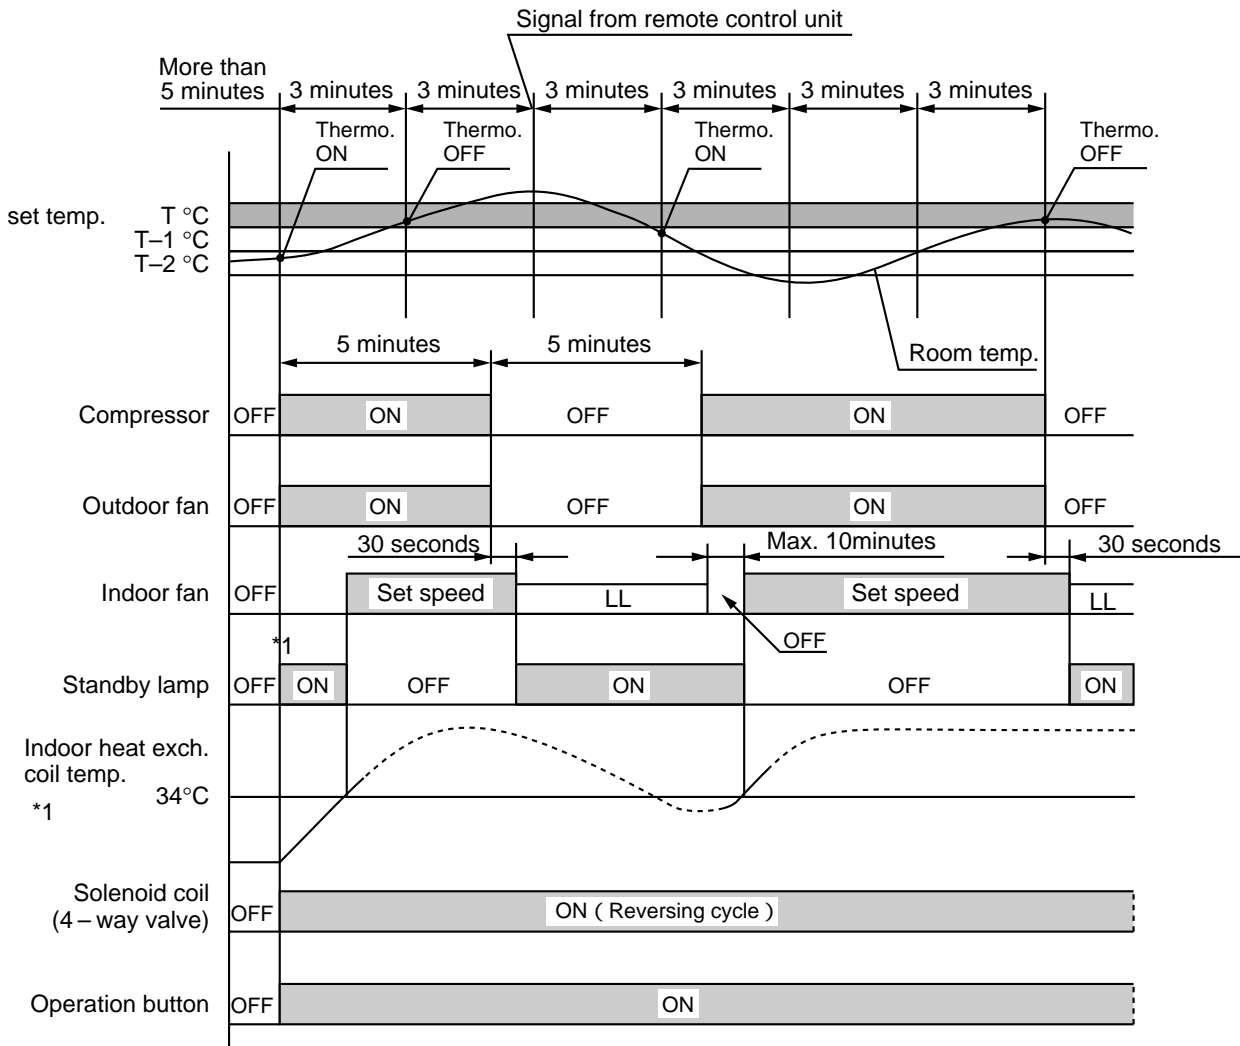 Signal from remote control unit
More than
5 minutes
3 minutes
3 minutes
3 minutes
3 minutes
3 minutes
3 minutes
Thermo.
ON
Thermo.
OFF
Thermo.
ON
Thermo.
OFF
set temp.
T °C
T–1 °C
T–2 °C
Room temp.
5 minutes
5 minutes
Compressor
OFF
ON
OFF
ON
OFF
Outdoor fan
OFF
ON
OFF
ON
OFF
30 seconds
Max. 10minutes
30 seconds
Indoor fan
OFF
Set speed
LL
OFF
Set speed
LL
*1
Standby lamp
OFF
ON
OFF
ON
OFF
ON
Indoor heat exch.
coil temp.
*1
34°C
Solenoid coil
(4 – way valve)
OFF
ON ( Reversing cycle )
Operation button
OFF
ON